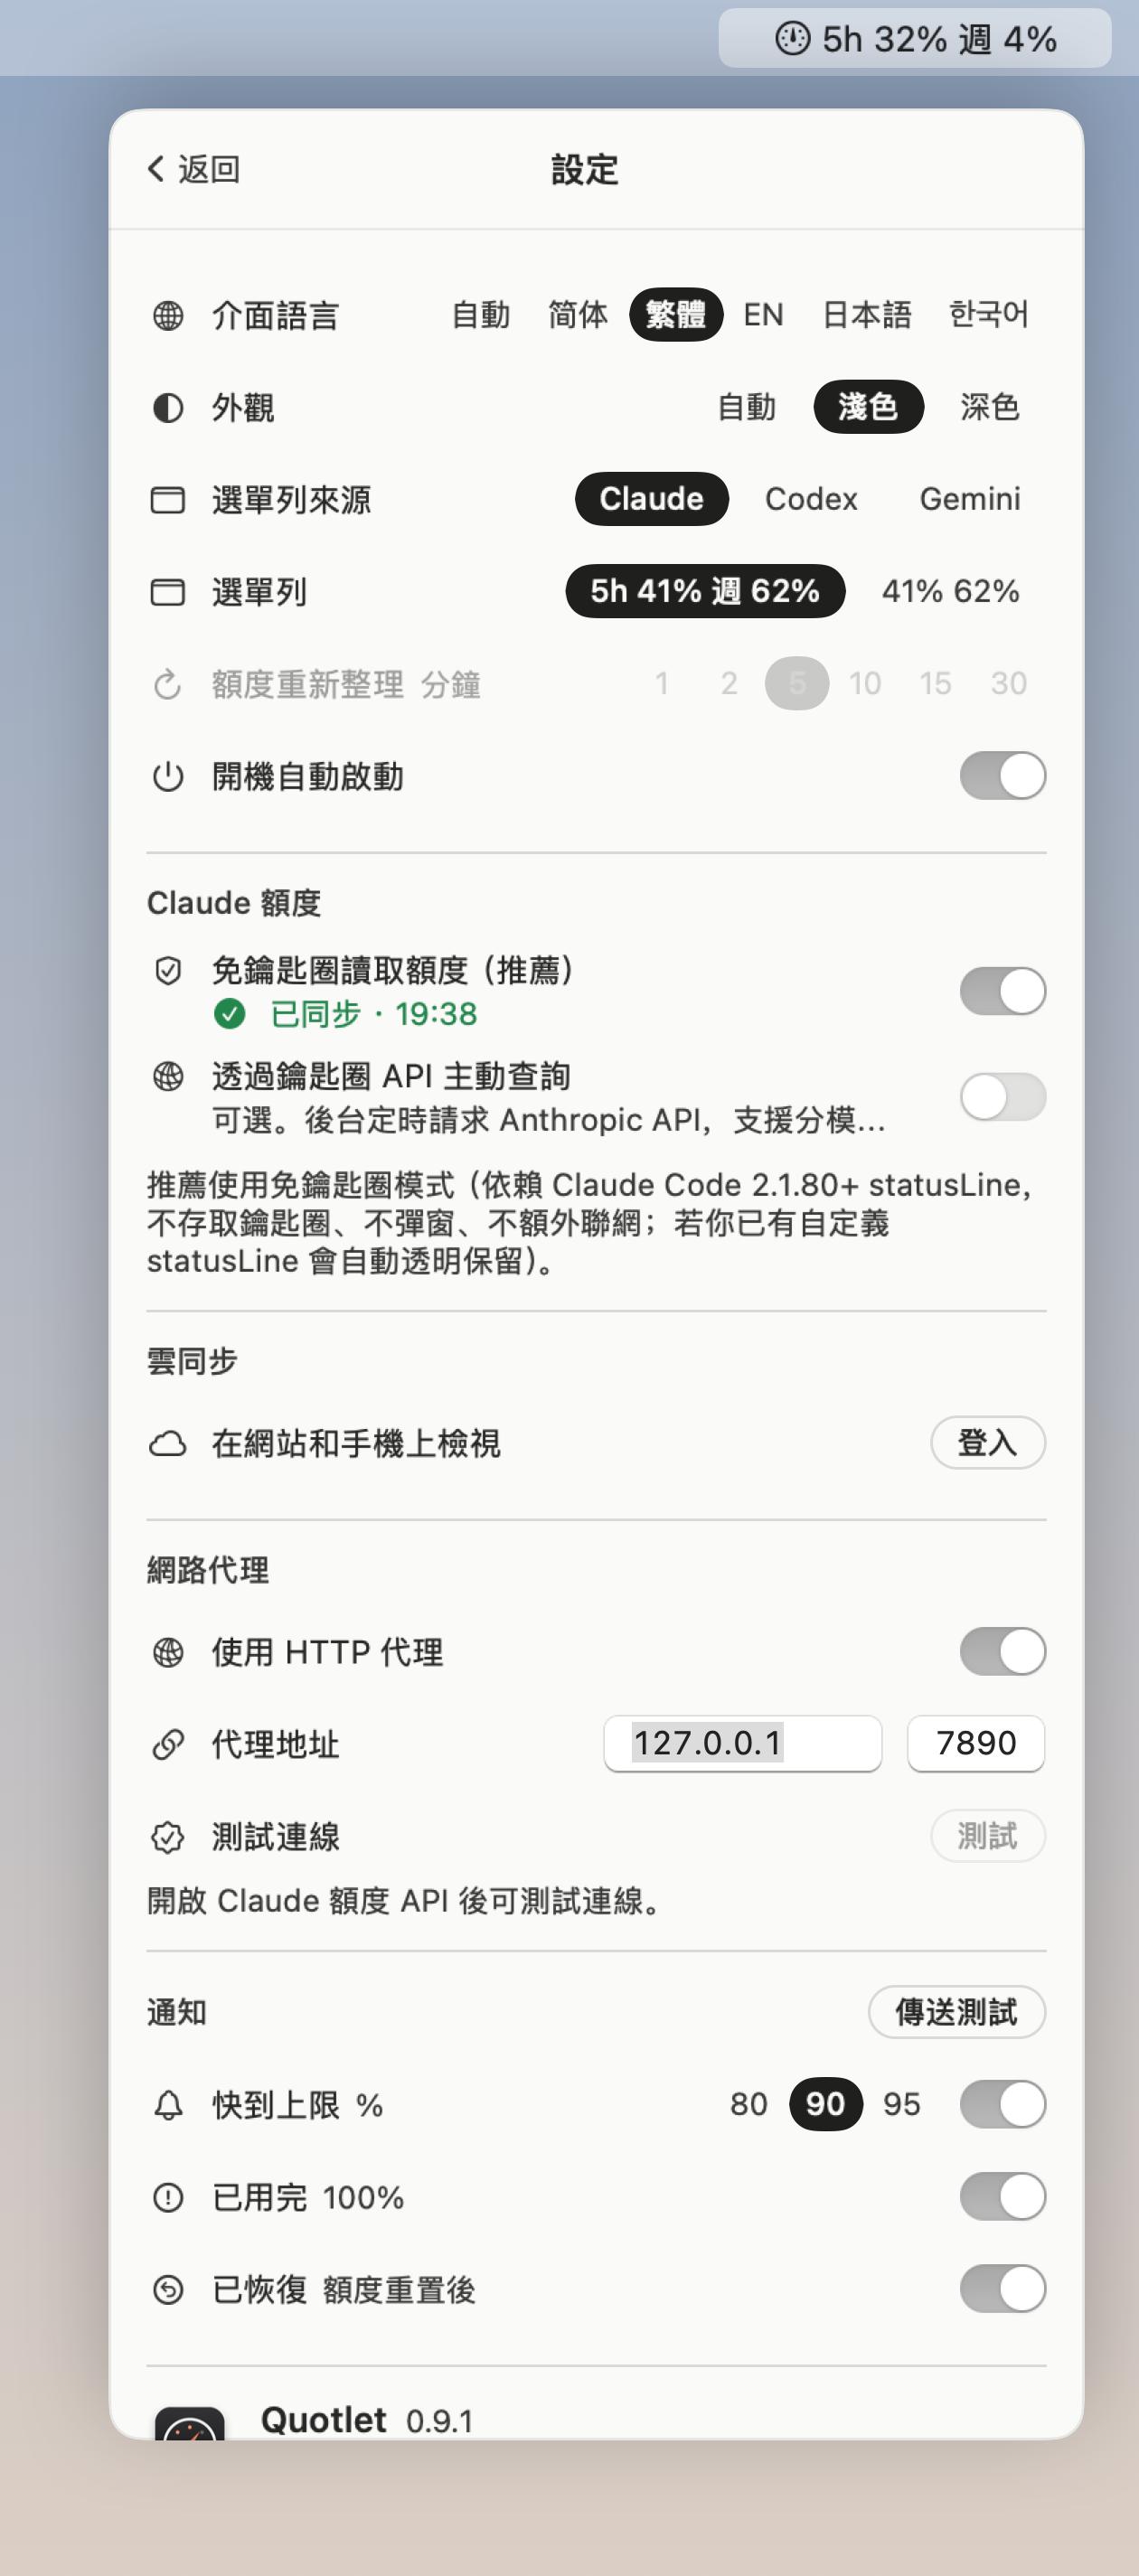 5h 32% 週 4%
返回
設定
介面語言 自動 简体 繁體 EN 日本語 한국어
外觀 自動 淺色 深色
選單列來源 Claude Codex Gemini
選單列 5h 41% 週 62% 41% 62%
額度重新整理 分鐘 1 2 5 10 15 30
開機自動啟動
Claude 額度
免鑰匙圈讀取額度（推薦）
已同步 · 19:38
透過鑰匙圈 API 主動查詢
可選。後台定時請求 Anthropic API，支援分模...
推薦使用免鑰匙圈模式（依賴 Claude Code 2.1.80+ statusLine，
不存取鑰匙圈、不彈窗、不額外聯網；若你已有自定義
statusLine 會自動透明保留）。
雲同步
在網站和手機上檢視 登入
網路代理
使用 HTTP 代理
代理地址 127.0.0.1 7890
測試連線 測試
開啟 Claude 額度 API 後可測試連線。
通知 傳送測試
快到上限 % 80 90 95
已用完 100%
已恢復 額度重置後
Quotlet 0.9.1